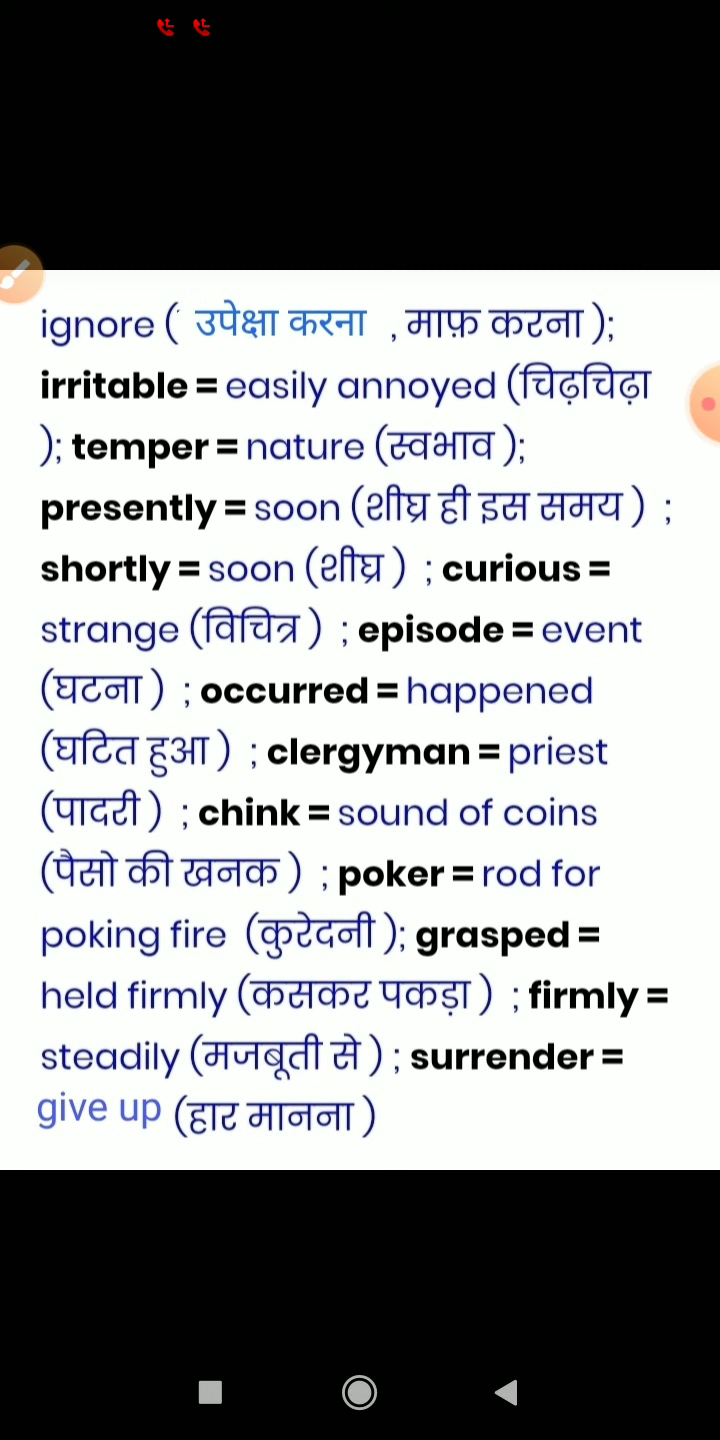 ignore ( उपेक्षा करना , माफ़ करना );
irritable = easily annoyed (चिढ़चिढ़ा
); temper = nature (स्वभाव );
presently = soon (शीघ्र ही इस समय ) ;
shortly = soon (शीघ्र ) ; curious =
strange (विचित्र ) ; episode = event
(घटना ) ; occurred = happened
(घटित हुआ ) ; clergyman = priest
(पादरी ) ; chink = sound of coins
(पैसो की खनक ) ; poker = rod for
poking fire (कुरेदनी ); grasped =
held firmly (कसकर पकड़ा ) ; firmly =
steadily (मजबूती से ) ; surrender =
give up (हार मानना )